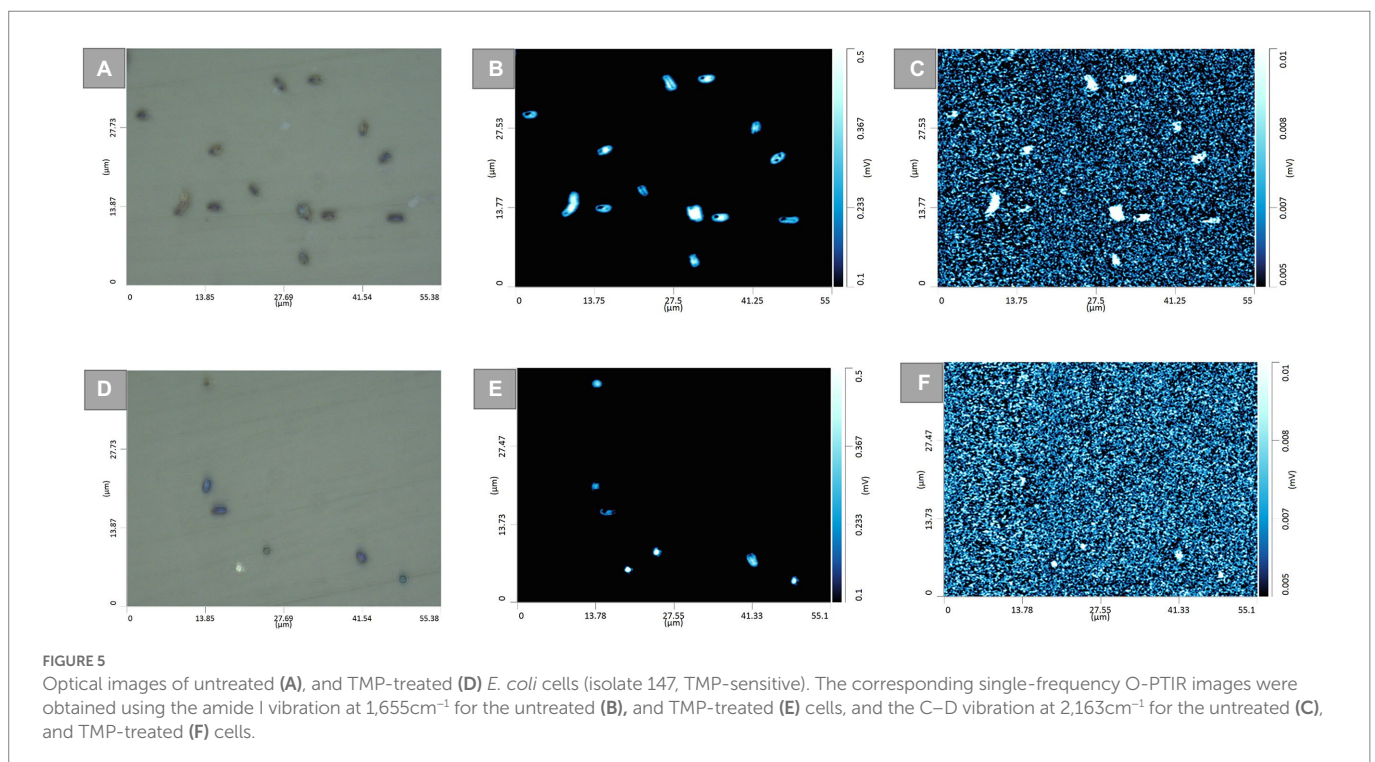 A
27.73
(µm)
13.87
0
0
13.85
27.69
41.54
55.38
(µm)
B
27.53
(µm)
13.77
0
0
13.75
27.5
41.25
55
(µm)
0.5
0.367
(mV)
0.233
0.1
C
27.53
(µm)
13.77
0
0
13.75
27.5
41.25
55
(µm)
0.01
0.008
(mV)
0.007
0.005
D
27.73
(µm)
13.87
0
0
13.85
27.69
41.54
55.38
(µm)
E
27.47
(µm)
13.73
0
0
13.78
27.55
41.33
55.1
(µm)
0.5
0.367
(mV)
0.233
0.1
F
27.47
(µm)
13.73
0
0
13.78
27.55
41.33
55.1
(µm)
0.01
0.008
(mV)
0.007
0.005
FIGURE 5
Optical images of untreated (A), and TMP-treated (D) E. coli cells (isolate 147, TMP-sensitive). The corresponding single-frequency O-PTIR images were
obtained using the amide I vibration at 1,655cm⁻¹ for the untreated (B), and TMP-treated (E) cells, and the C–D vibration at 2,163cm⁻¹ for the untreated (C),
and TMP-treated (F) cells.